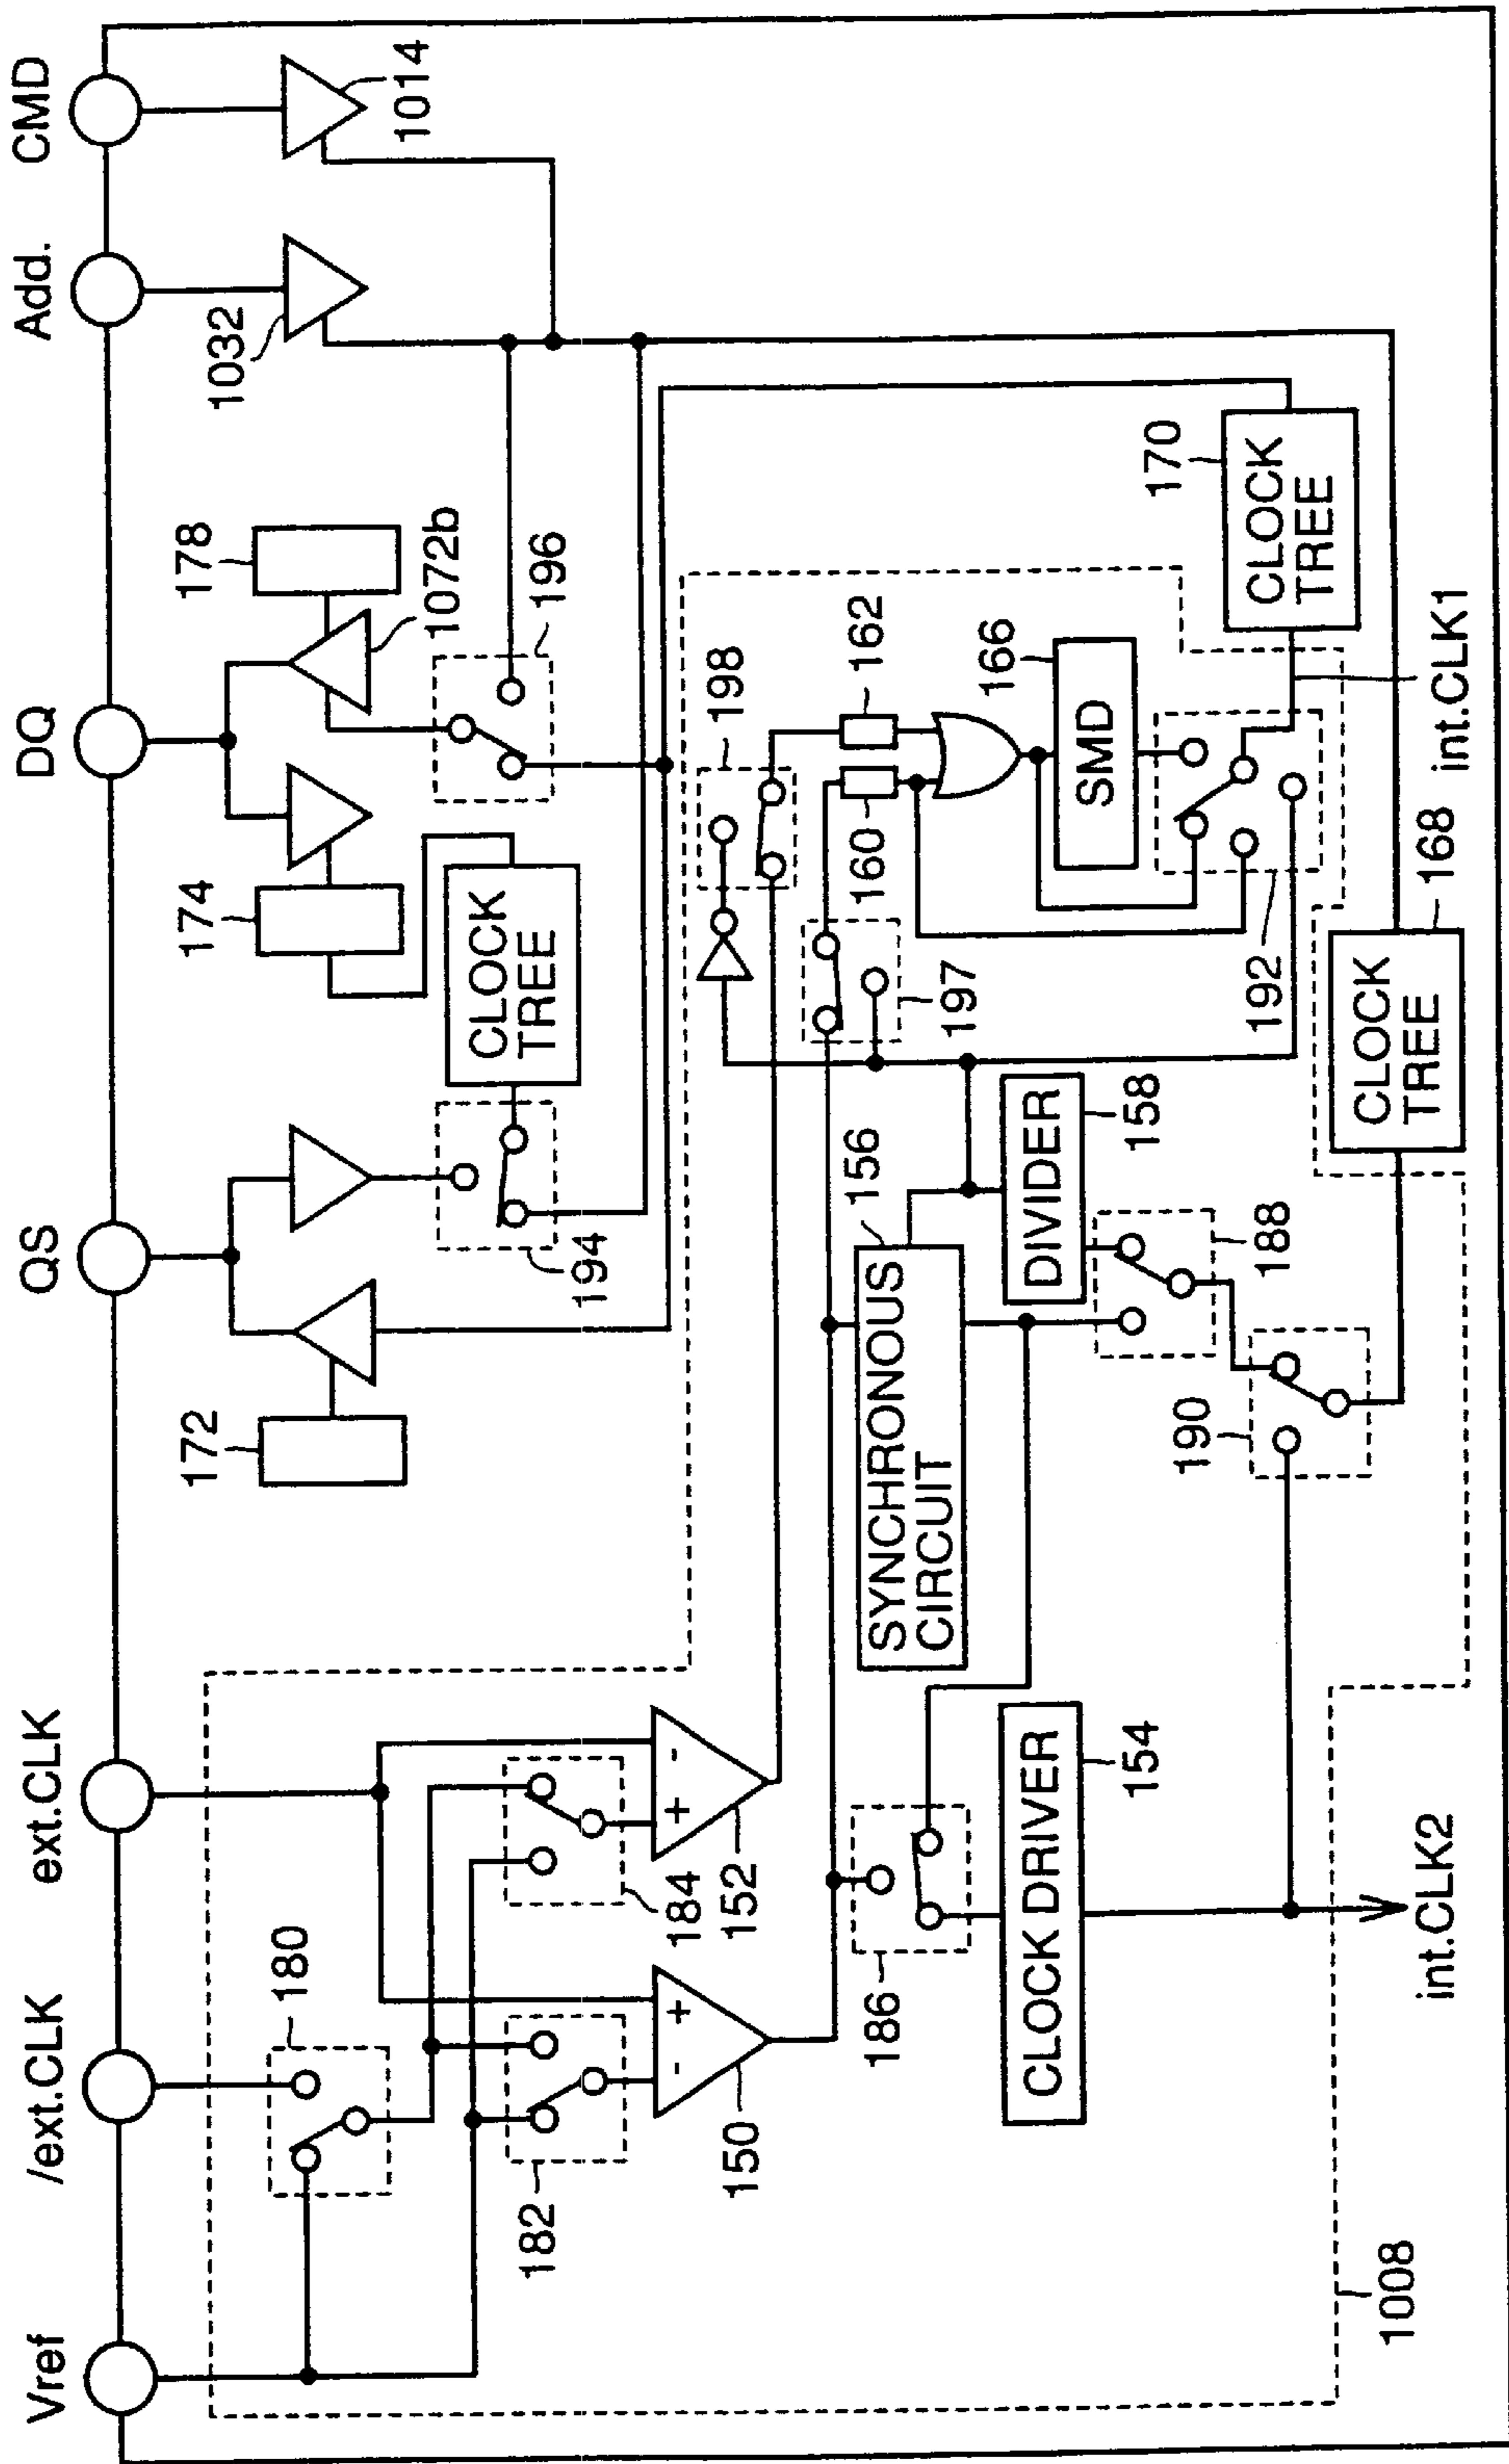 Vref
/ext.CLK
ext.CLK
QS
DQ
Add.
CMD
180
172
174
178
1032
1014
182
184
194
196
1072b
150
152
198
197
160
162
186
SYNCHRONOUS
CIRCUIT
156
CLOCK
TREE
166
SMD
CLOCK DRIVER
154
DIVIDER
158
188
190
192
170
CLOCK
TREE
int.CLK1
CLOCK
TREE
168
int.CLK2
1008